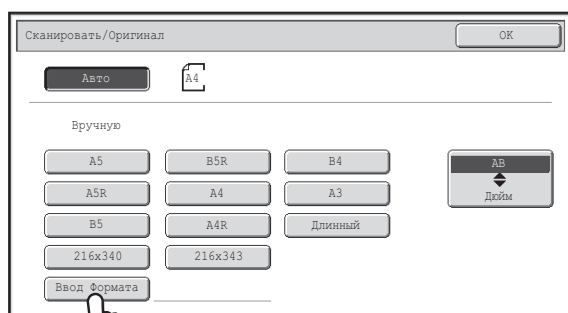 Сканировать/Оригинал OK
Авто A4
Вручную
A5 B5R B4
A5R A4 A3
B5 A4R Длинный
216x340 216x343
Ввод Формата
AB
Дюйм